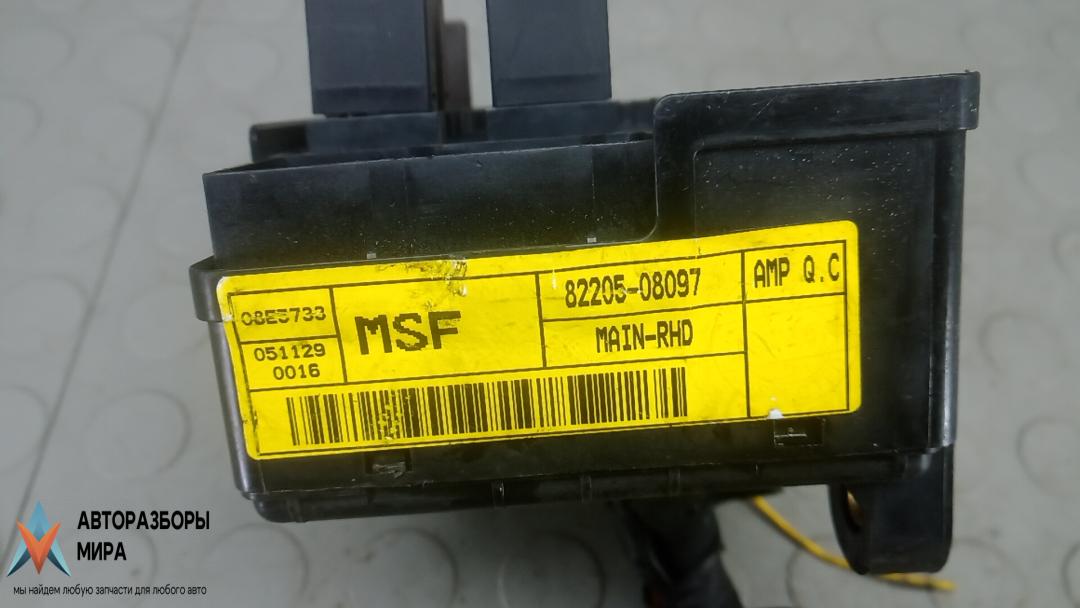 08E5733
051129
0016
MSF
82205-08097
MAIN-RHD
AMP Q.C
АВТОРАЗБОРЫ
МИРА
мы найдем любую запчасти для любого авто